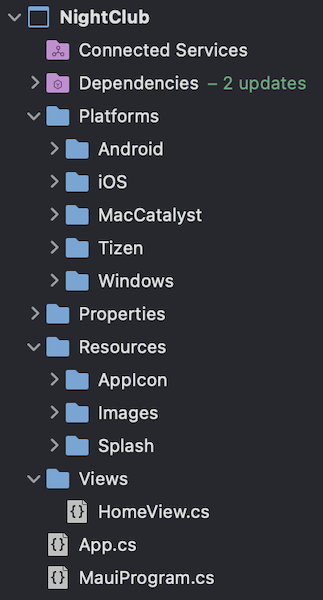 NightClub
Connected Services
Dependencies – 2 updates
Platforms
Android
iOS
MacCatalyst
Tizen
Windows
Properties
Resources
AppIcon
Images
Splash
Views
HomeView.cs
App.cs
MauiProgram.cs